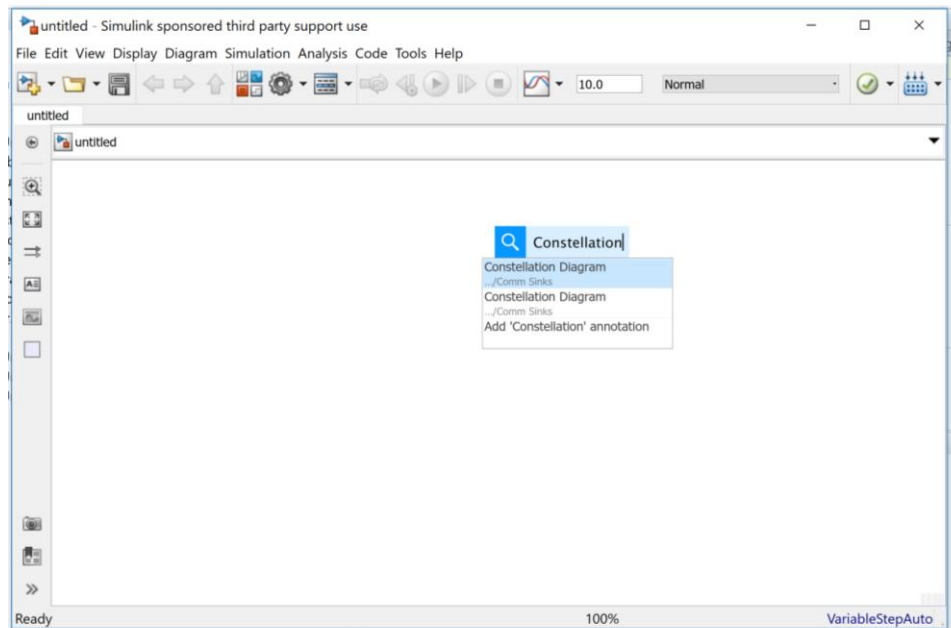 untitled - Simulink sponsored third party support use
File Edit View Display Diagram Simulation Analysis Code Tools Help
10.0 Normal
untitled
untitled
Constellation
Constellation Diagram
.../Comm Sinks
Constellation Diagram
.../Comm Sinks
Add 'Constellation' annotation
Ready 100% VariableStepAuto